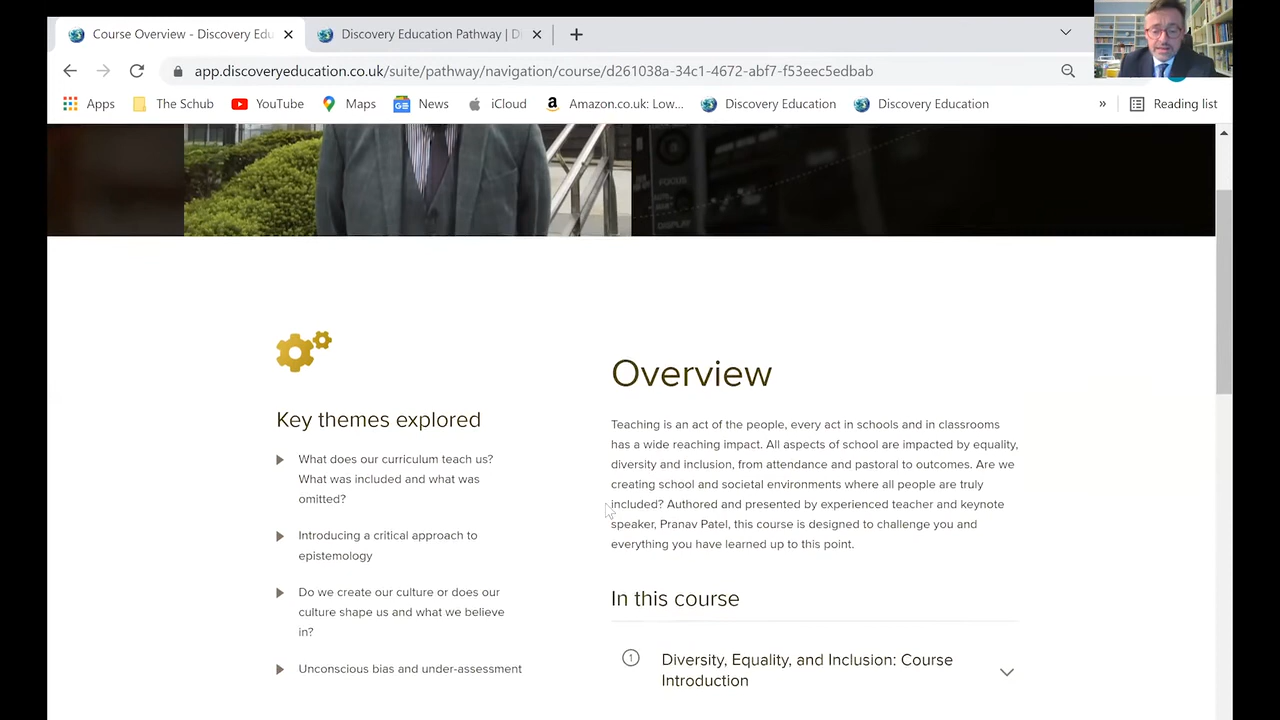 Course Overview - Discovery Edu
Discovery Education Pathway | D
app.discoveryeducation.co.uk/suite/pathway/navigation/course/d261038a-34c1-4672-abf7-f53eec5edbab
Apps
The Schub
YouTube
Maps
News
iCloud
Amazon.co.uk: Low...
Discovery Education
Discovery Education
»
Reading list
FOCUS
DISPLAY
Key themes explored
What does our curriculum teach us?
What was included and what was
omitted?
Introducing a critical approach to
epistemology
Do we create our culture or does our
culture shape us and what we believe
in?
Unconscious bias and under-assessment
Overview
Teaching is an act of the people, every act in schools and in classrooms
has a wide reaching impact. All aspects of school are impacted by equality,
diversity and inclusion, from attendance and pastoral to outcomes. Are we
creating school and societal environments where all people are truly
included? Authored and presented by experienced teacher and keynote
speaker, Pranav Patel, this course is designed to challenge you and
everything you have learned up to this point.
In this course
1
Diversity, Equality, and Inclusion: Course
Introduction